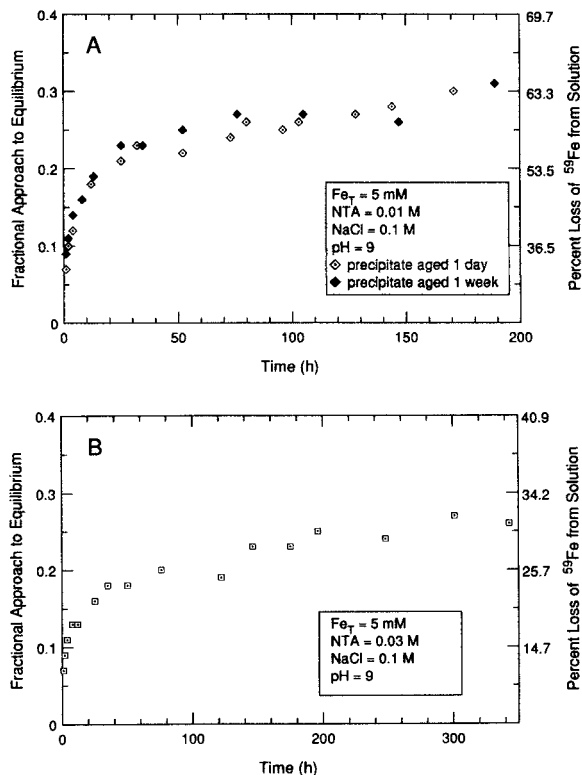 A
Fractional Approach to Equilibrium
0.4
0.3
0.2
0.1
0
69.7
63.3
53.5
36.5
Percent Loss of ⁵⁹Fe from Solution
Fe_T = 5 mM
NTA = 0.01 M
NaCl = 0.1 M
pH = 9
precipitate aged 1 day
precipitate aged 1 week
0 50 100 150 200
Time (h)
B
Fractional Approach to Equilibrium
0.4
0.3
0.2
0.1
0
40.9
34.2
25.7
14.7
Percent Loss of ⁵⁹Fe from Solution
Fe_T = 5 mM
NTA = 0.03 M
NaCl = 0.1 M
pH = 9
0 100 200 300
Time (h)